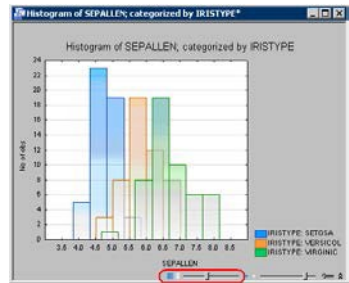 Histogram of SEPALLEN; categorized by IRISTYPE*
Histogram of SEPALLEN; categorized by IRISTYPE
24
22
20
18
16
14
12
10
8
6
4
2
0
No of obs
3.5 4.0 4.5 5.0 5.5 6.0 6.5 7.0 7.5 8.0 8.5
SEPALLEN
IRISTYPE: SETOSA
IRISTYPE: VERSICOL
IRISTYPE: VIRGINIC